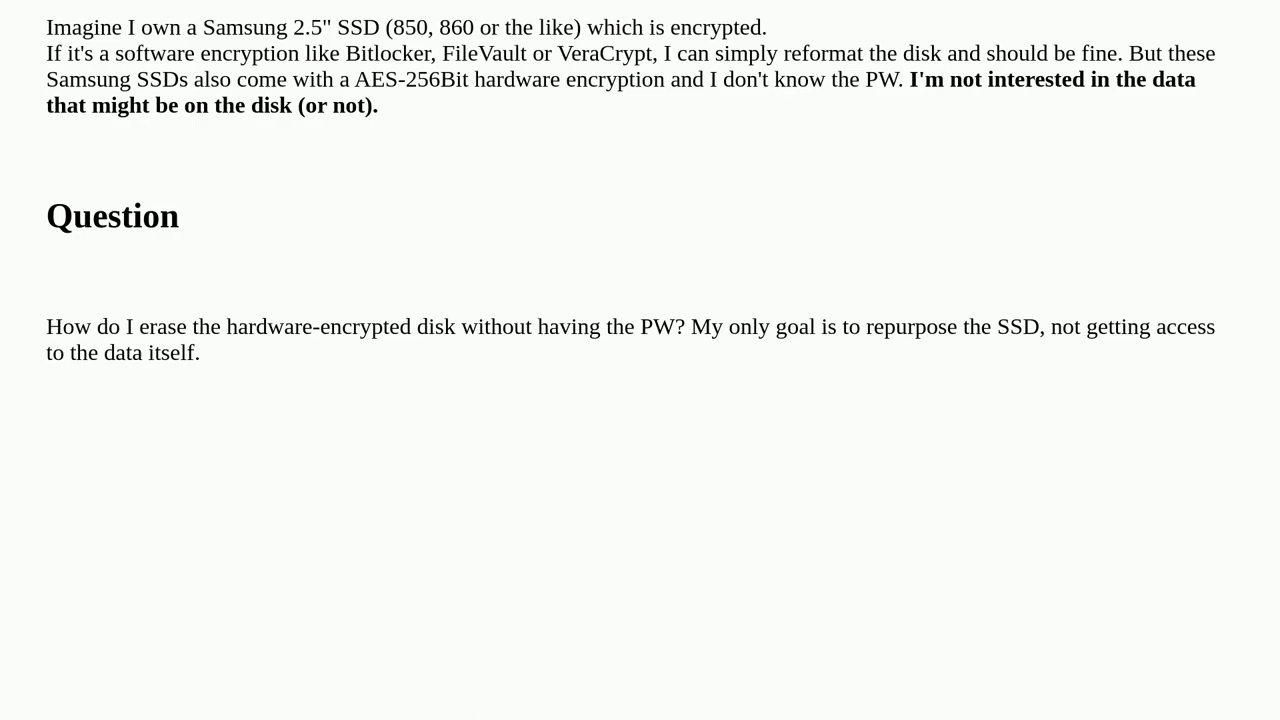 Imagine I own a Samsung 2.5" SSD (850, 860 or the like) which is encrypted.
If it's a software encryption like Bitlocker, FileVault or VeraCrypt, I can simply reformat the disk and should be fine. But these
Samsung SSDs also come with a AES-256Bit hardware encryption and I don't know the PW. I'm not interested in the data
that might be on the disk (or not).
Question
How do I erase the hardware-encrypted disk without having the PW? My only goal is to repurpose the SSD, not getting access
to the data itself.